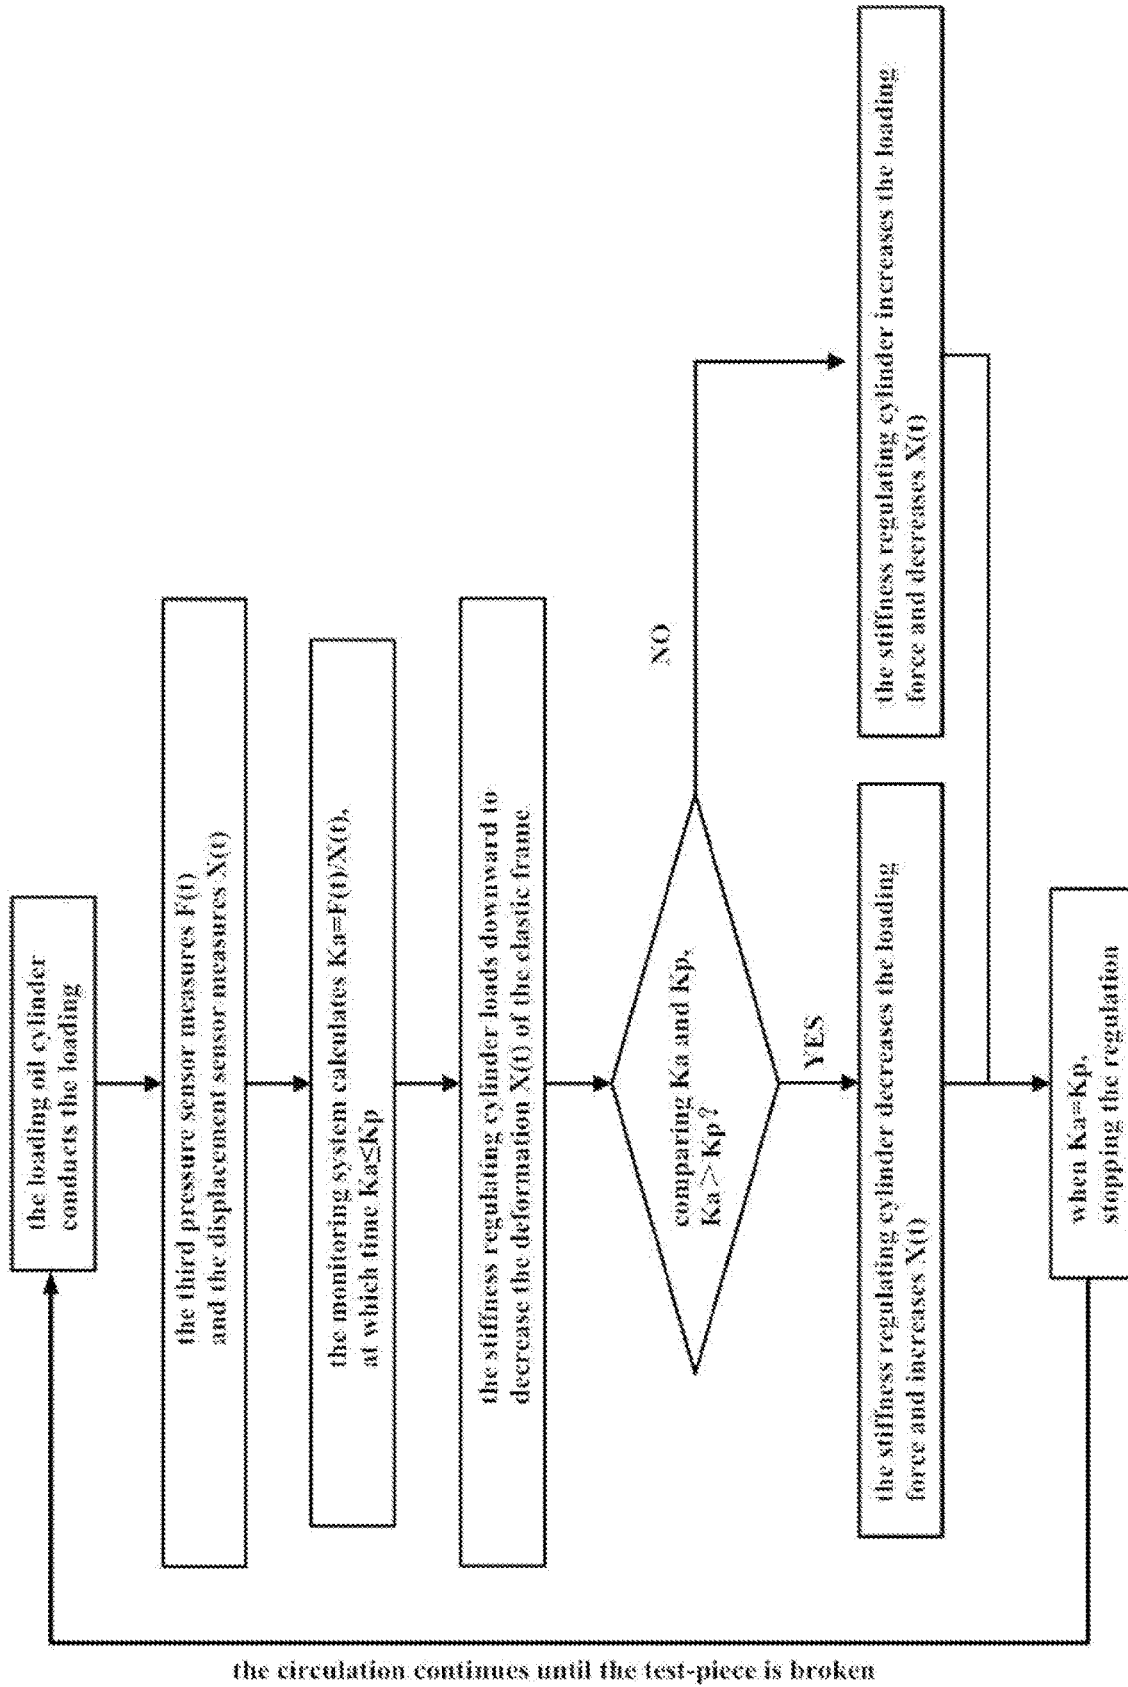 the loading oil cylinder
conducts the loading
the third pressure sensor measures F(t)
and the displacement sensor measures X(t)
the monitoring system calculates Ka=F(t)/X(t),
at which time Ka≤Kp
the stiffness regulating cylinder loads downward to
decrease the deformation X(t) of the elastic frame
comparing Ka and Kp,
Ka>Kp?
YES
NO
the stiffness regulating cylinder decreases the loading
force and increases X(t)
the stiffness regulating cylinder increases the loading
force and decreases X(t)
when Ka=Kp,
stopping the regulation
the circulation continues until the test-piece is broken